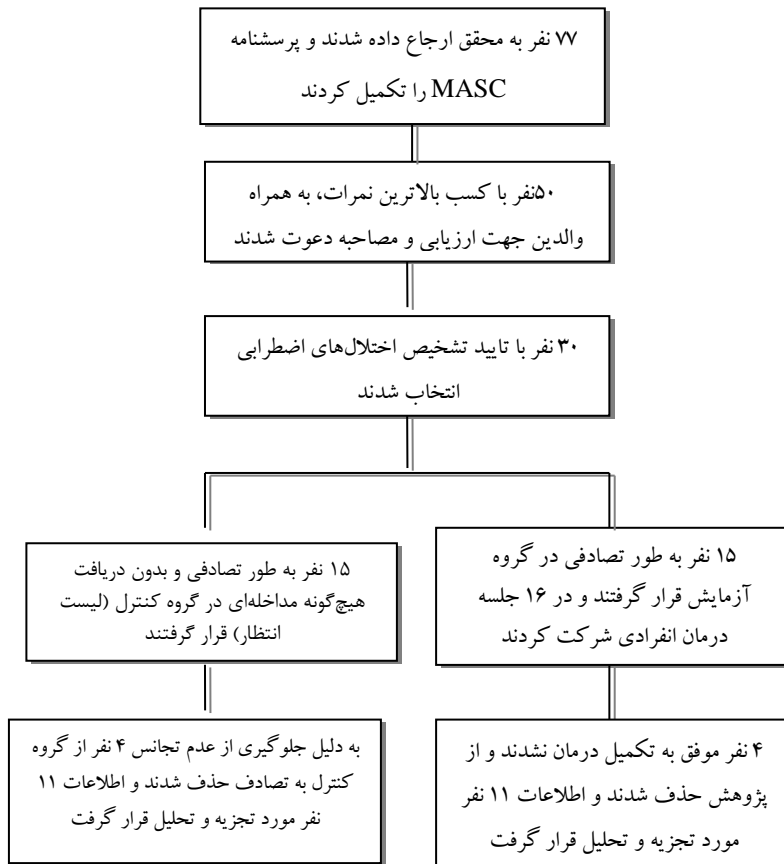 ۷۷ نفر به محقق ارجاع داده شدند و پرسشنامه
MASC را تکمیل کردند
۵۰نفر با کسب بالاترین نمرات، به همراه
والدین جهت ارزیابی و مصاحبه دعوت شدند
۳۰ نفر با تایید تشخیص اختلال‌های اضطرابی
انتخاب شدند
۱۵ نفر به طور تصادفی در گروه
آزمایش قرار گرفتند و در ۱۶ جلسه
درمان انفرادی شرکت کردند
۱۵ نفر به طور تصادفی و بدون دریافت
هیچ‌گونه مداخله‌ای در گروه کنترل (لیست
انتظار) قرار گرفتند
۴ نفر موفق به تکمیل درمان نشدند و از
پژوهش حذف شدند و اطلاعات ۱۱ نفر
مورد تجزیه و تحلیل قرار گرفت
به دلیل جلوگیری از عدم تجانس ۴ نفر از گروه
کنترل به تصادف حذف شدند و اطلاعات ۱۱
نفر مورد تجزیه و تحلیل قرار گرفت